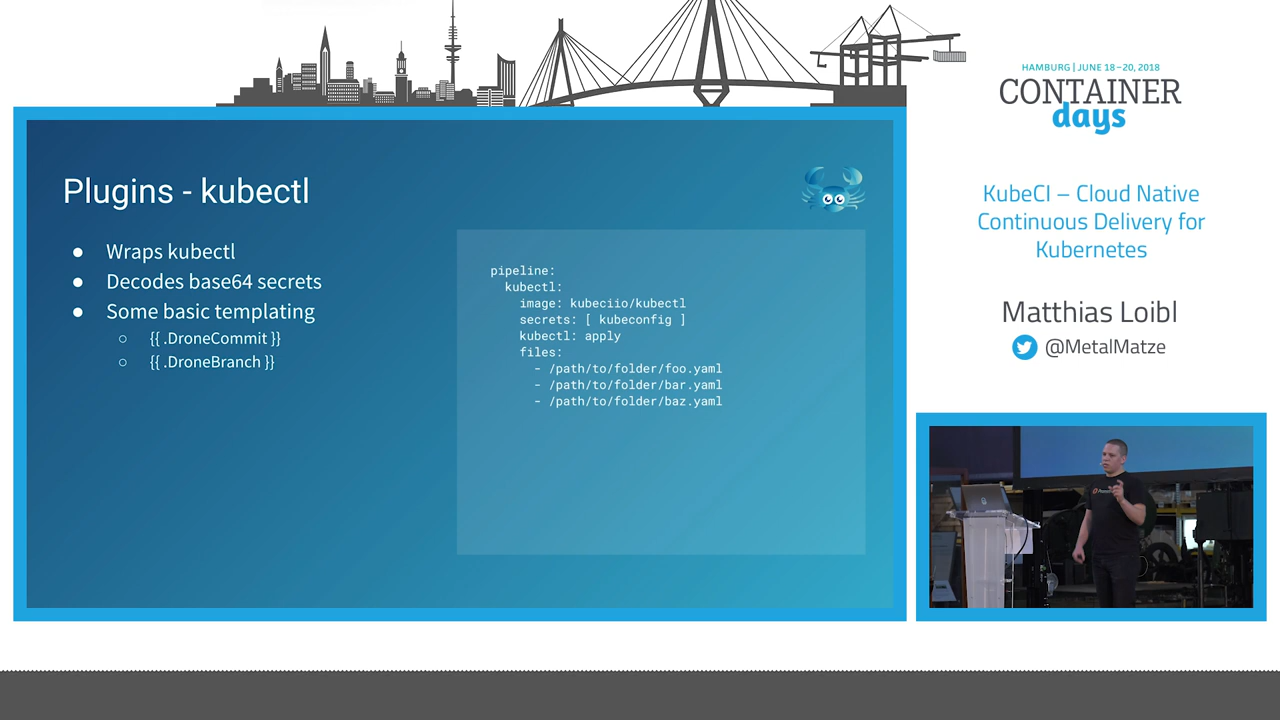 HAMBURG | JUNE 18–20, 2018
CONTAINER
days
Plugins - kubectl
● Wraps kubectl
● Decodes base64 secrets
● Some basic templating
○ {{ .DroneCommit }}
○ {{ .DroneBranch }}
pipeline:
kubectl:
image: kubeciio/kubectl
secrets: [ kubeconfig ]
kubectl: apply
files:
- /path/to/folder/foo.yaml
- /path/to/folder/bar.yaml
- /path/to/folder/baz.yaml
KubeCI – Cloud Native
Continuous Delivery for
Kubernetes
Matthias Loibl
@MetalMatze